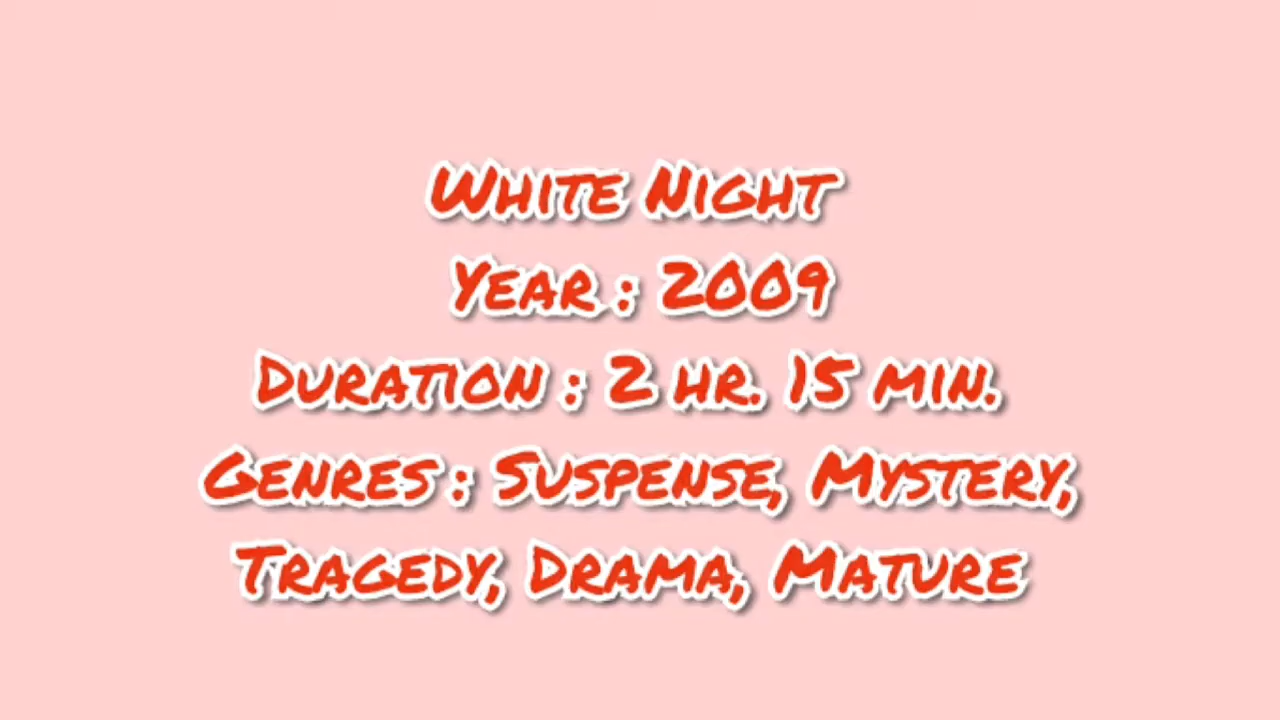 White Night
Year : 2009
Duration : 2 hr. 15 min.
Genres : Suspense, Mystery,
Tragedy, Drama, Mature